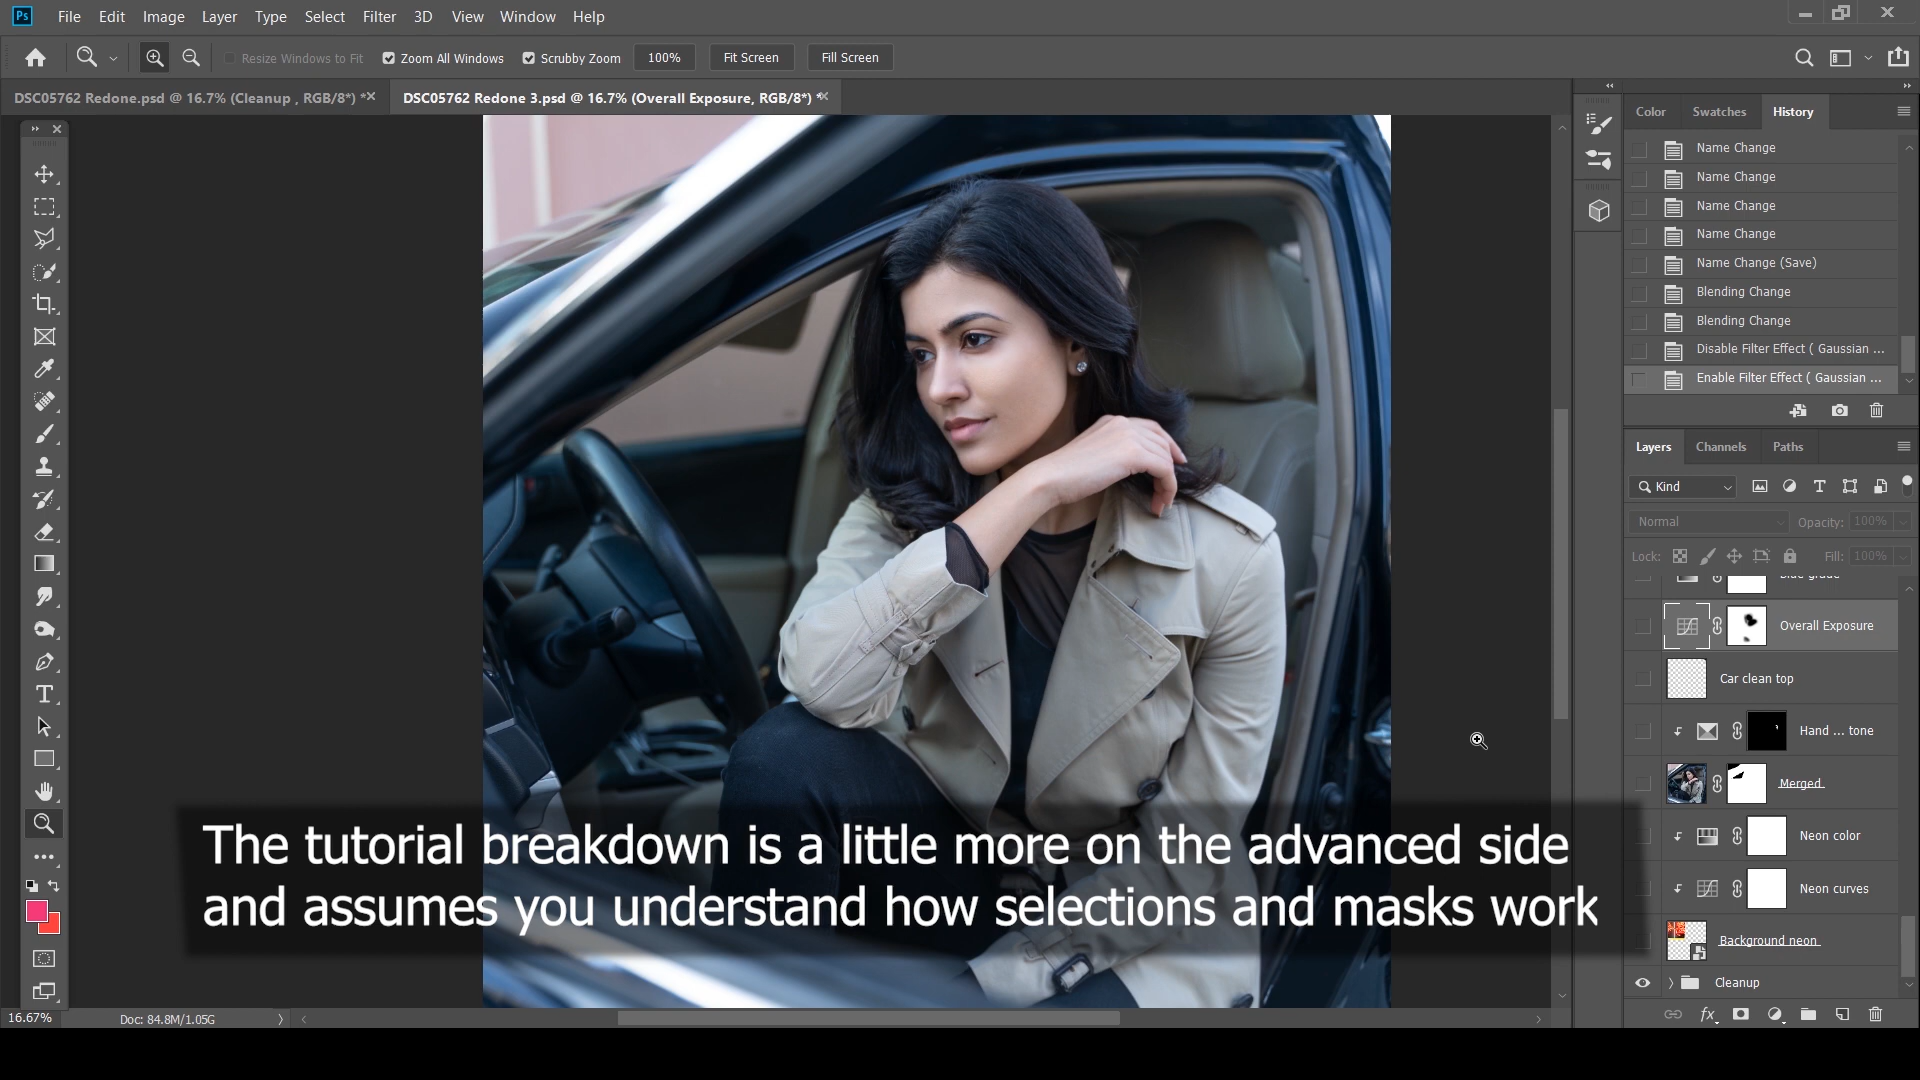 Ps File Edit Image Layer Type Select Filter 3D View Window Help
Resize Windows to Fit Zoom All Windows Scrubby Zoom 100% Fit Screen Fill Screen
DSC05762 Redone.psd @ 16.7% (Cleanup , RGB/8*) * DSC05762 Redone 3.psd @ 16.7% (Overall Exposure, RGB/8*) *
Color Swatches History
Name Change
Name Change
Name Change
Name Change
Name Change (Save)
Blending Change
Blending Change
Disable Filter Effect ( Gaussian ...
Enable Filter Effect ( Gaussian ...
Layers Channels Paths
Kind
Normal Opacity: 100%
Lock: Fill: 100%
Overall Exposure
Car clean top
Hand ... tone
Merged
Neon color
Neon curves
Background neon
Cleanup
fx
The tutorial breakdown is a little more on the advanced side
and assumes you understand how selections and masks work
16.67% Doc: 84.8M/1.05G